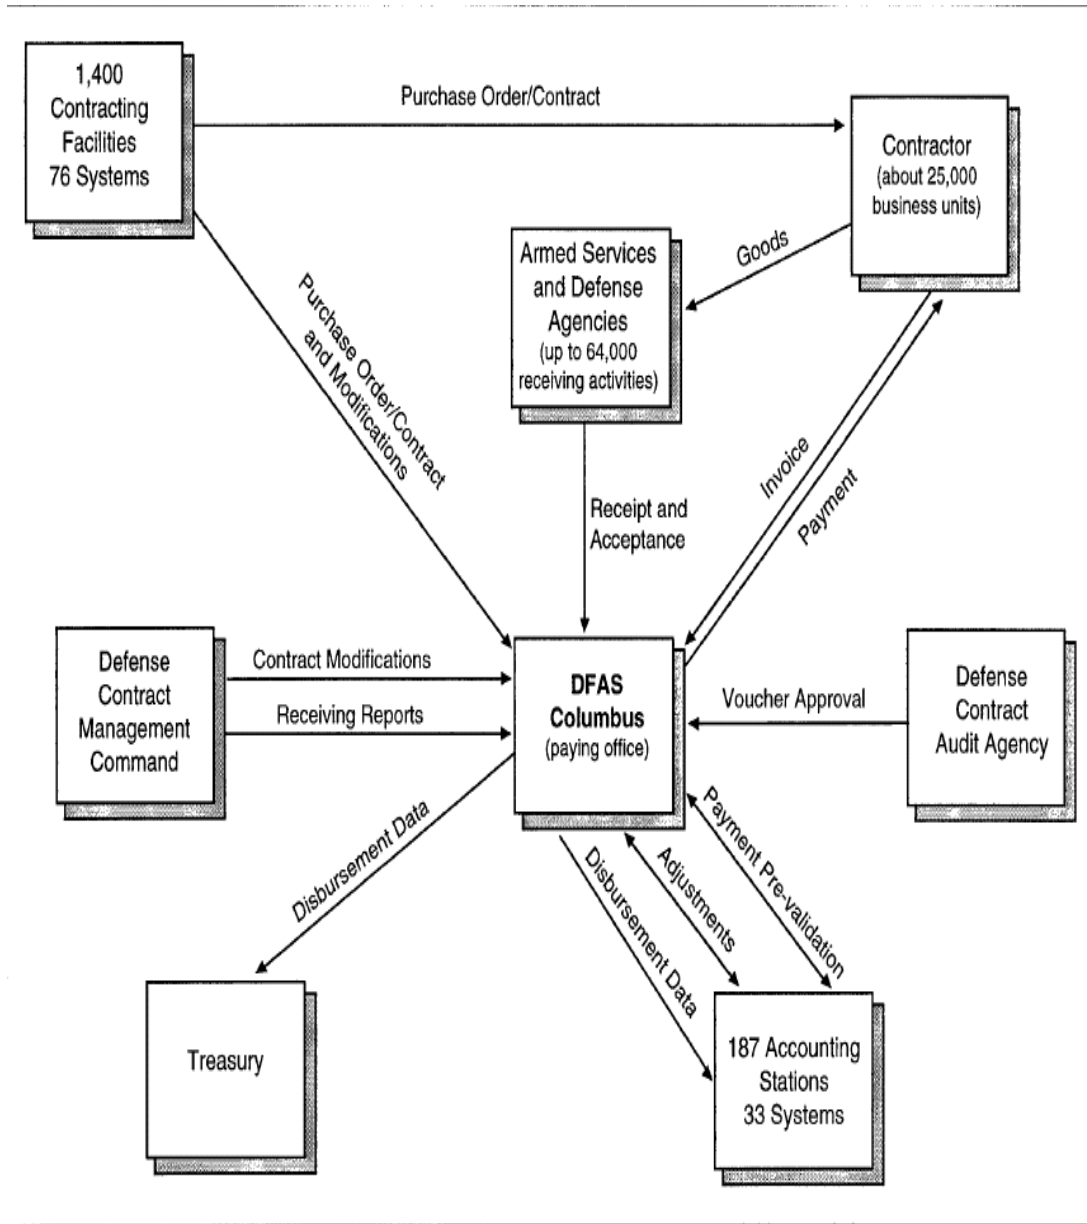 1,400
Contracting
Facilities
76 Systems
Purchase Order/Contract
Contractor
(about 25,000
business units)
Goods
Armed Services
and Defense
Agencies
(up to 64,000
receiving activities)
Purchase Order/Contract
and Modifications
Invoice
Payment
Receipt and
Acceptance
Defense
Contract
Management
Command
Contract Modifications
Receiving Reports
DFAS
Columbus
(paying office)
Voucher Approval
Defense
Contract
Audit Agency
Disbursement Data
Disbursement Data
Adjustments
Payment Pre-validation
Treasury
187 Accounting
Stations
33 Systems